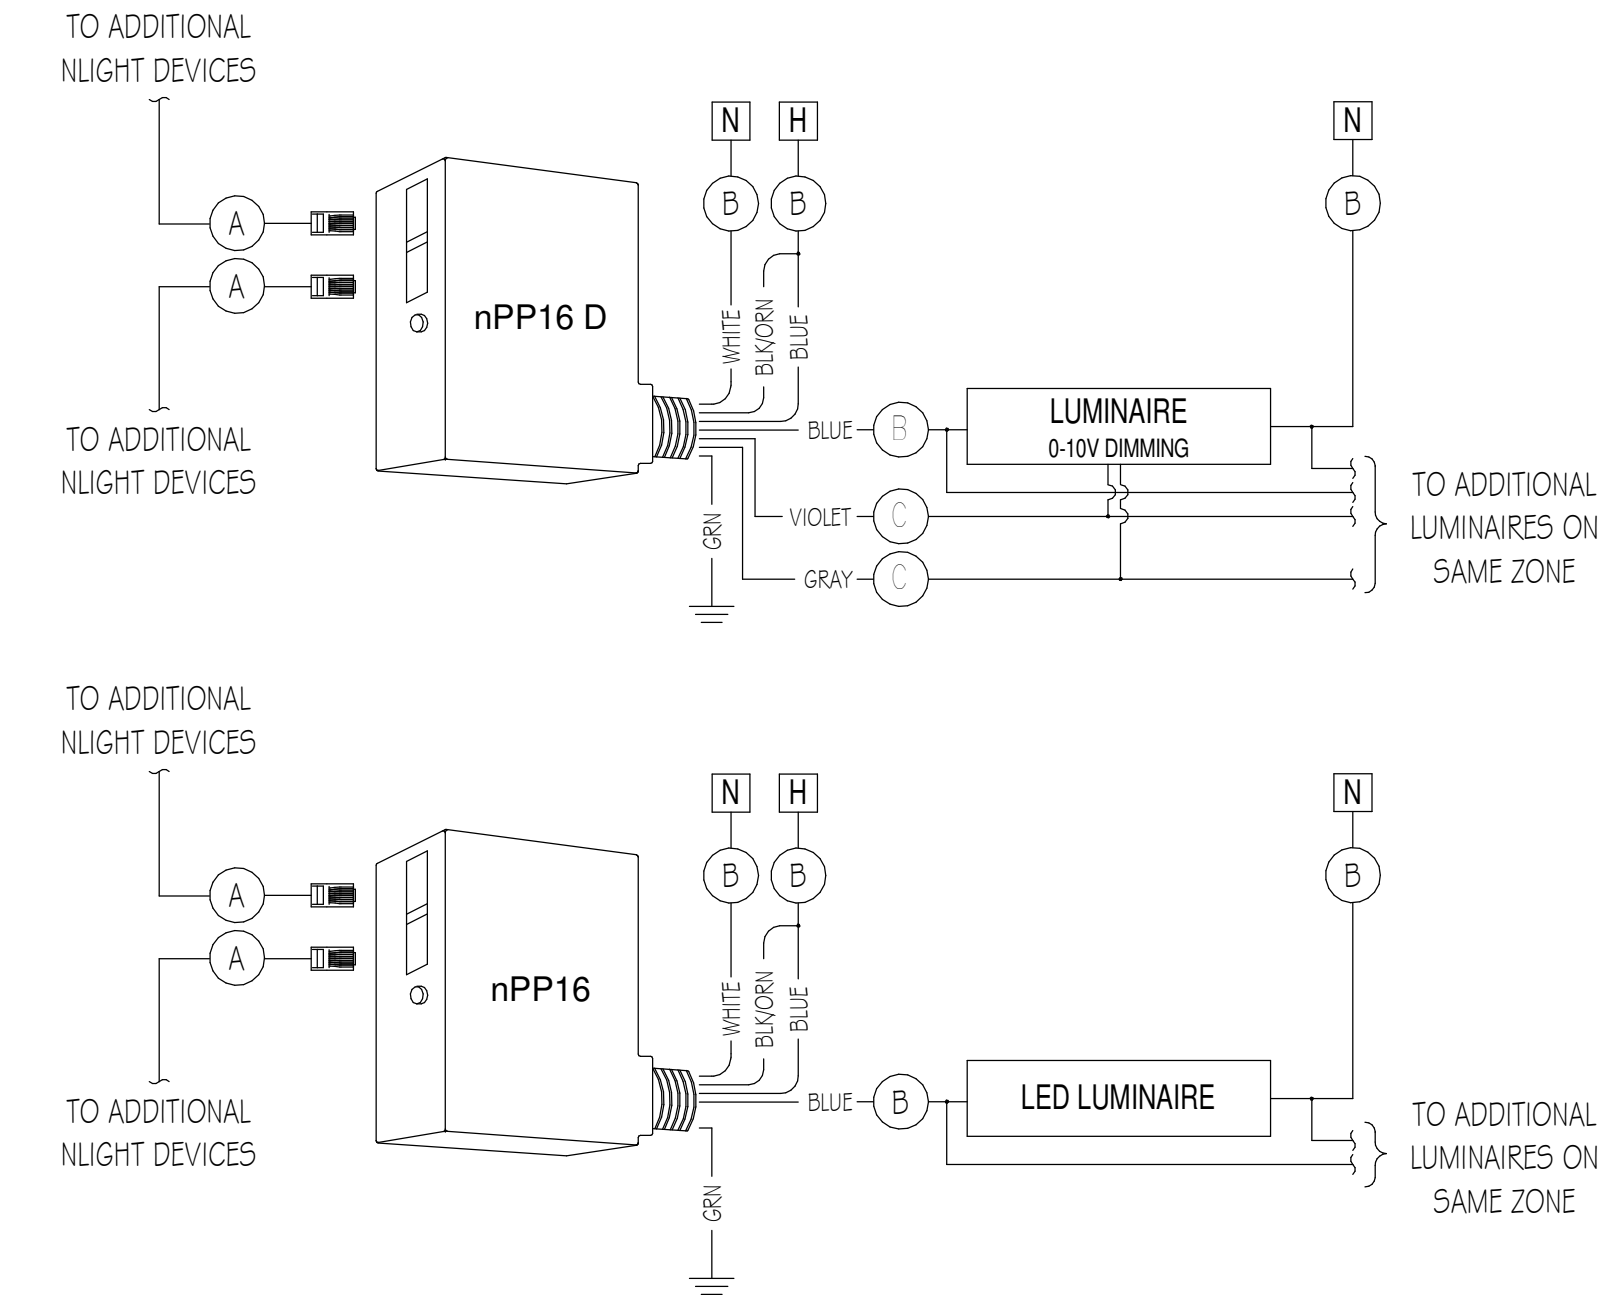 TO ADDITIONAL
NLIGHT DEVICES
N
H
N
A
B
B
B
A
nPP16 D
WHITE
BLK/ORN
BLUE
BLUE
B
LUMINAIRE
0-10V DIMMING
TO ADDITIONAL
NLIGHT DEVICES
VIOLET
C
GRN
GRAY
C
TO ADDITIONAL
LUMINAIRES ON
SAME ZONE
TO ADDITIONAL
NLIGHT DEVICES
N
H
N
A
B
B
B
A
nPP16
WHITE
BLK/ORN
BLUE
BLUE
B
LED LUMINAIRE
TO ADDITIONAL
NLIGHT DEVICES
GRN
TO ADDITIONAL
LUMINAIRES ON
SAME ZONE